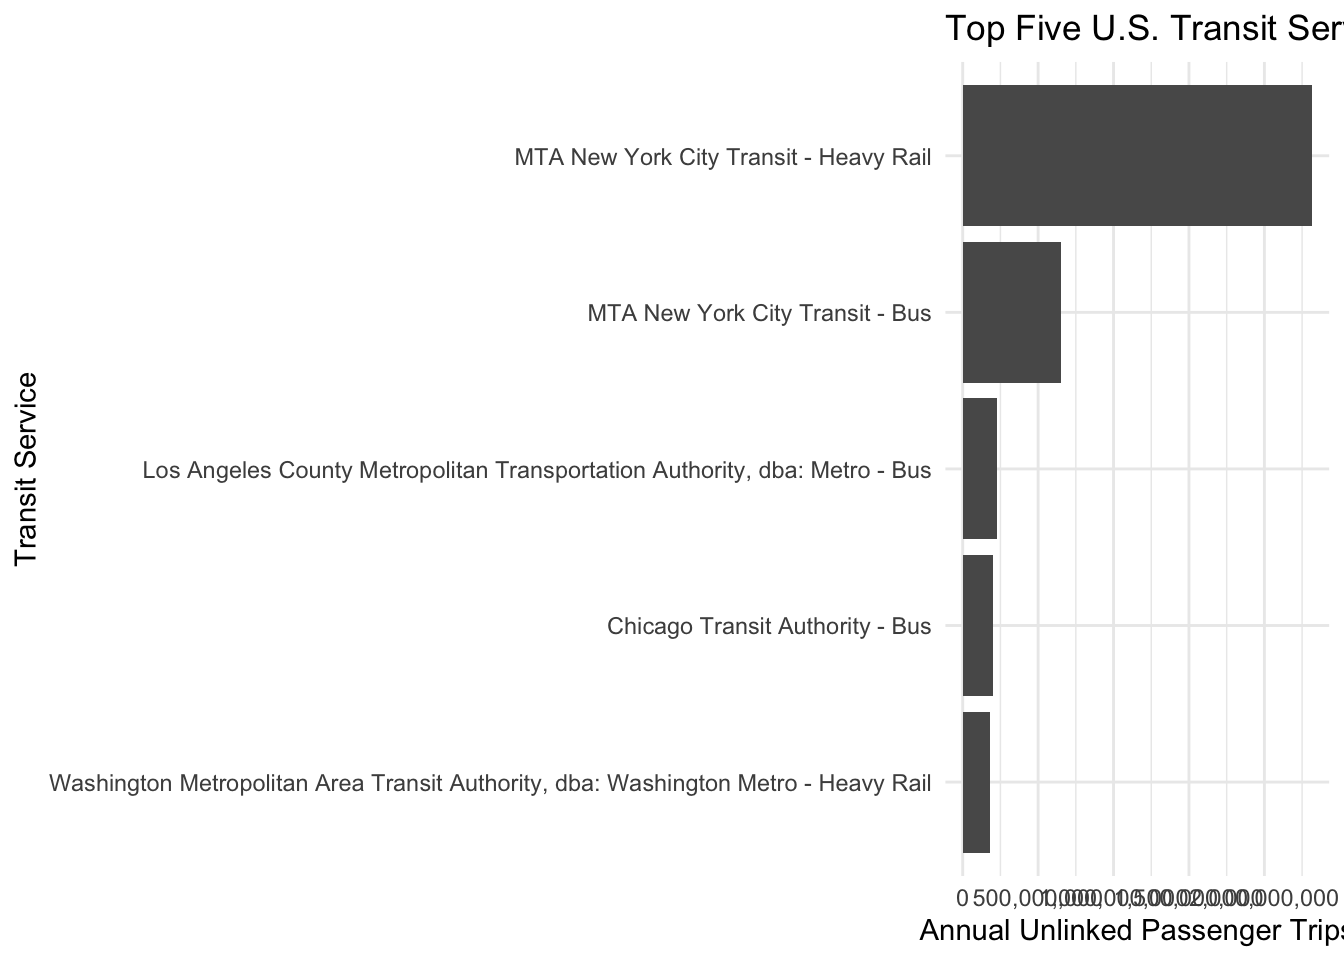 Top Five U.S. Transit Ser
MTA New York City Transit - Heavy Rail
MTA New York City Transit - Bus
Transit Service
Los Angeles County Metropolitan Transportation Authority, dba: Metro - Bus
Chicago Transit Authority - Bus
Washington Metropolitan Area Transit Authority, dba: Washington Metro - Heavy Rail
0
Annual Unlinked Passenger Trips